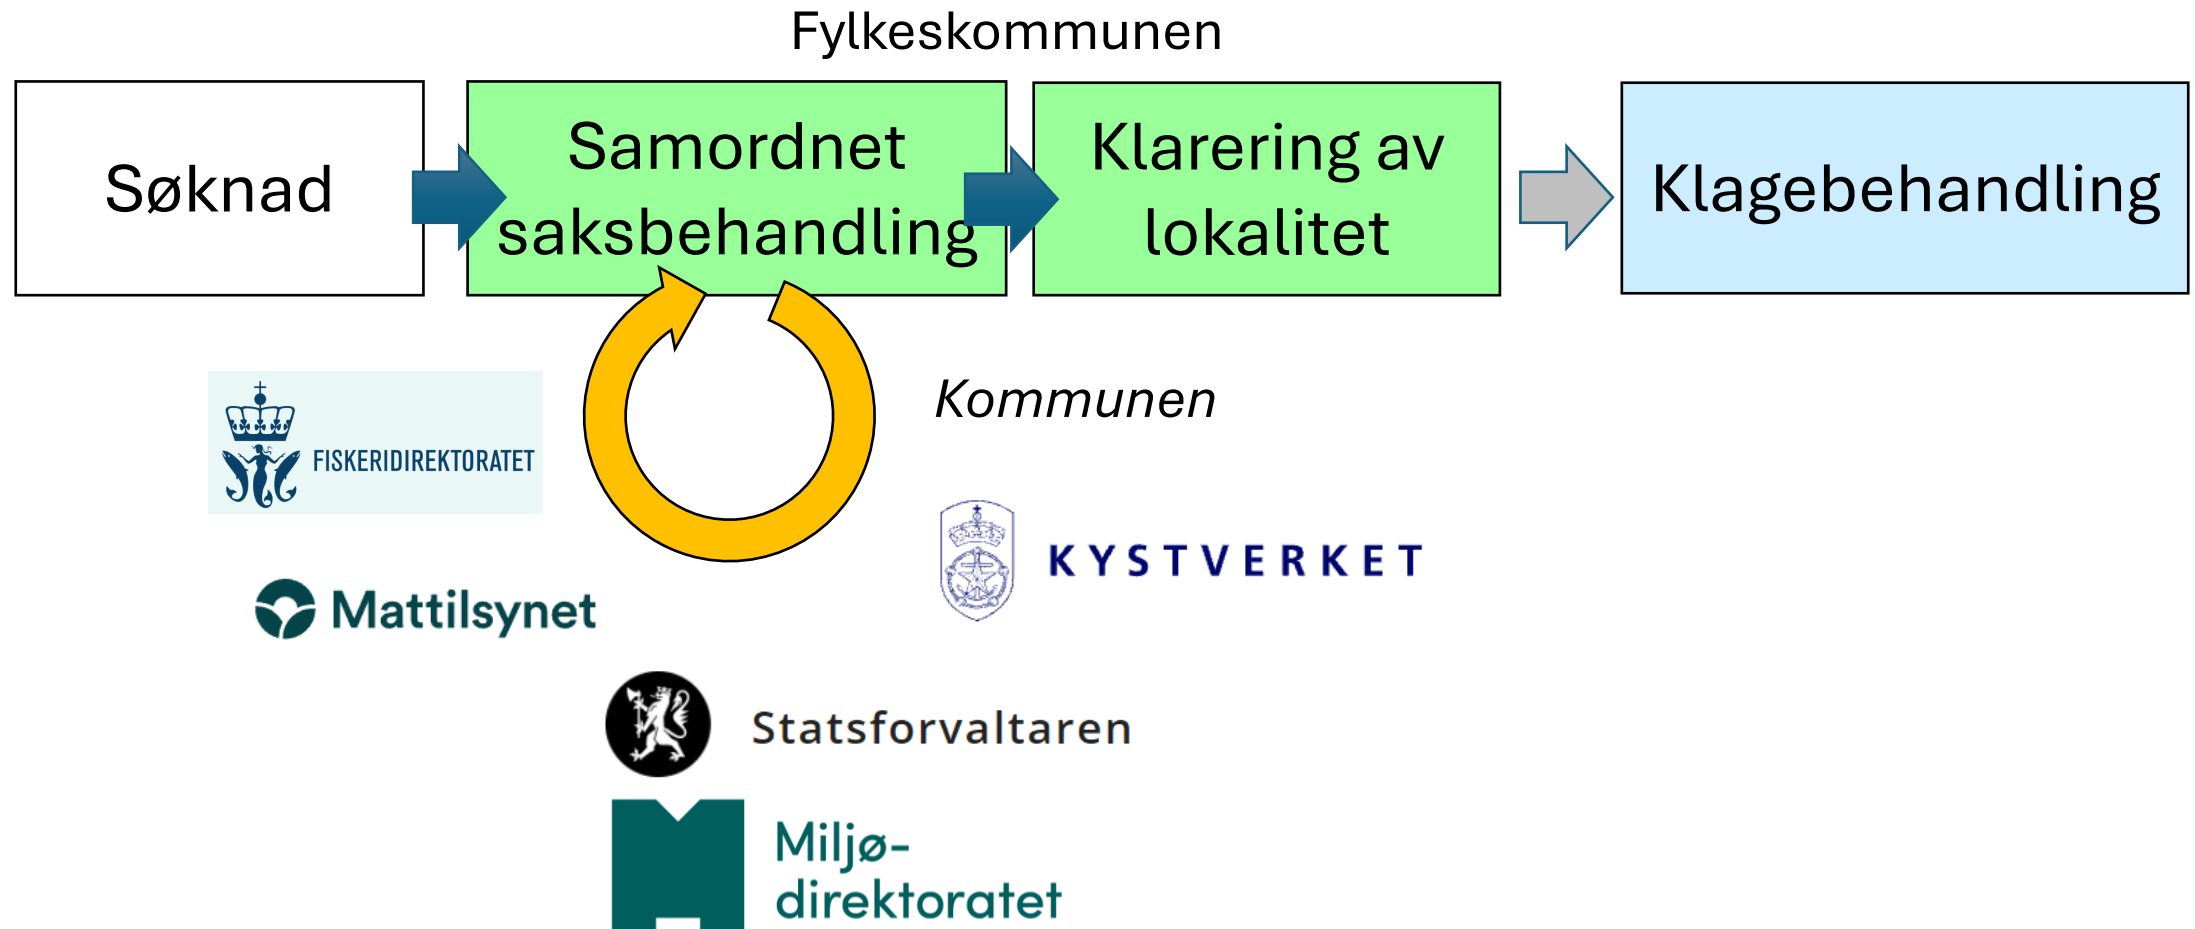 Fylkeskommunen
Søknad
Samordnet
saksbehandling
Klarering av
lokalitet
Klagebehandling
Kommunen
FISKERIDIREKTORATET
KYSTVERKET
Mattilsynet
Statsforvaltaren
Miljø-
direktoratet